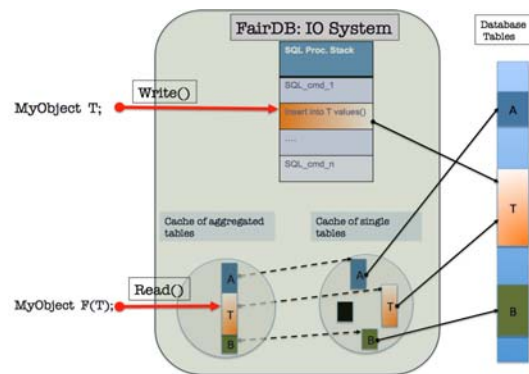 FairDB: IO System
Database
Tables
SQL Proc. Stack
SQL_cmd_1
Write()
MyObject T;
Insert into T values()
....
SQL_cmd_n
A
T
B
Cache of aggregated
tables
Cache of single
tables
A
T
B
A
T
B
Read()
MyObject F(T);